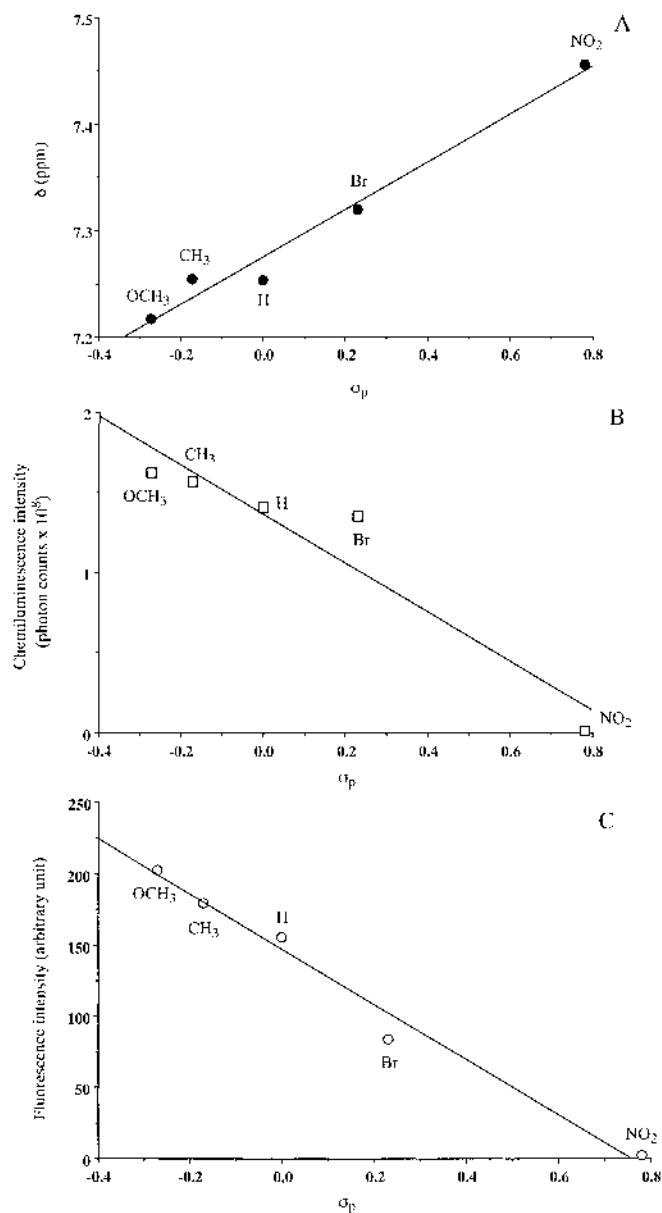 A
7.5
7.4
7.3
7.2
δ (ppm)
NO2
Br
CH3
OCH3
H
-0.4 -0.2 0.0 0.2 0.4 0.6 0.8
σp
B
2
1
0
Chemiluminescence intensity
(photon counts x 10^8)
CH3
OCH3
H
Br
NO2
-0.4 -0.2 0.0 0.2 0.4 0.6 0.8
σp
C
250
200
150
100
50
0
Fluorescence intensity (arbitrary unit)
OCH3
CH3
H
Br
NO2
-0.4 -0.2 0.0 0.2 0.4 0.6 0.8
σp